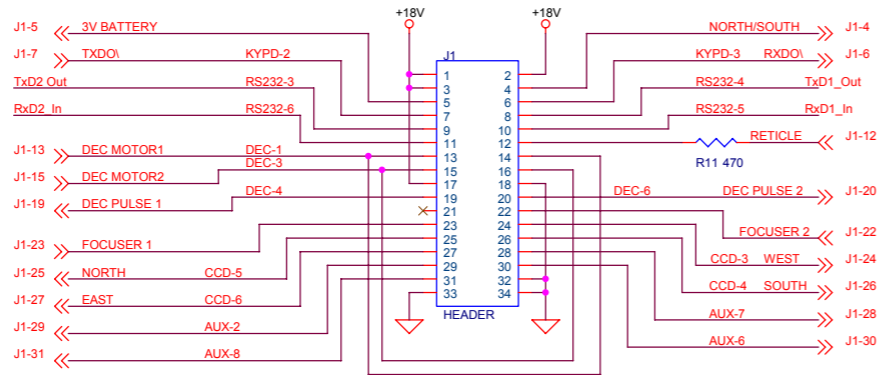 +18V +18V
J1-5 3V BATTERY NORTH/SOUTH J1-4
J1-7 TXDO\ KYPD-2 J1 KYPD-3 RXDO\ J1-6
1 2
TxD2 Out RS232-3 3 4 RS232-4 TxD1_Out
5 6
RxD2_In RS232-6 7 8 RS232-5 RxD1_In
9 10
11 12 RETICLE J1-12
J1-13 DEC MOTOR1 DEC-1 13 14
R11 470
J1-15 DEC MOTOR2 DEC-3 15 16
17 18
J1-19 DEC PULSE 1 DEC-4 19 20 DEC-6 DEC PULSE 2 J1-20
21 22
J1-23 FOCUSER 1 23 24 FOCUSER 2 J1-22
25 26
J1-25 NORTH CCD-5 27 28 CCD-3 WEST J1-24
29 30
J1-27 EAST CCD-6 31 32 CCD-4 SOUTH J1-26
33 34
HEADER
J1-29 AUX-2 AUX-7 J1-28
J1-31 AUX-8 AUX-6 J1-30